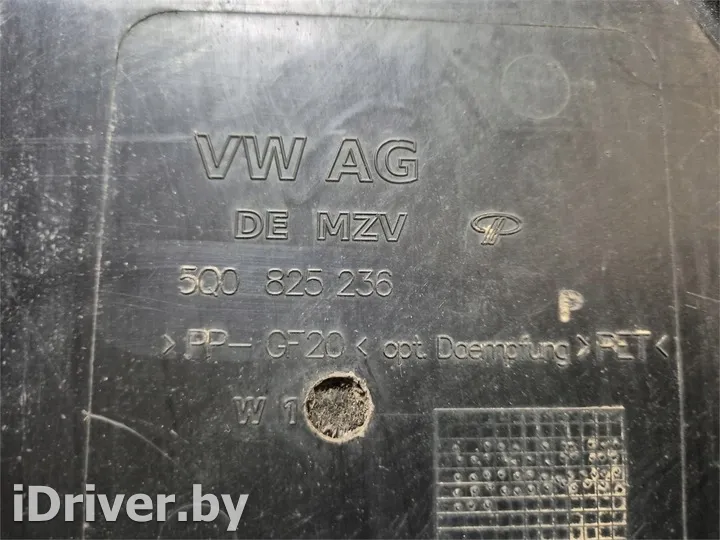 VW AG
DE MZV
5Q0 825 236
P
>PP-GF20< opt. Daempfung >PET<
W 1
iDriver.by